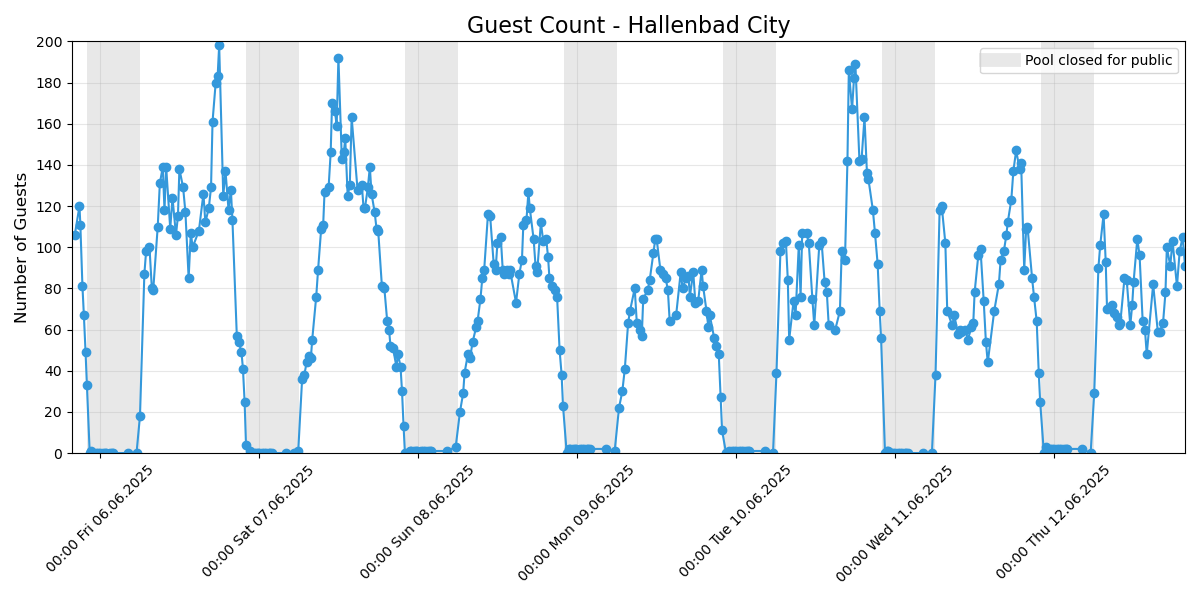 Guest Count - Hallenbad City
Pool closed for public
Number of Guests
200
180
160
140
120
100
80
60
40
20
0
00:00 Fri 06.06.2025
00:00 Sat 07.06.2025
00:00 Sun 08.06.2025
00:00 Mon 09.06.2025
00:00 Tue 10.06.2025
00:00 Wed 11.06.2025
00:00 Thu 12.06.2025